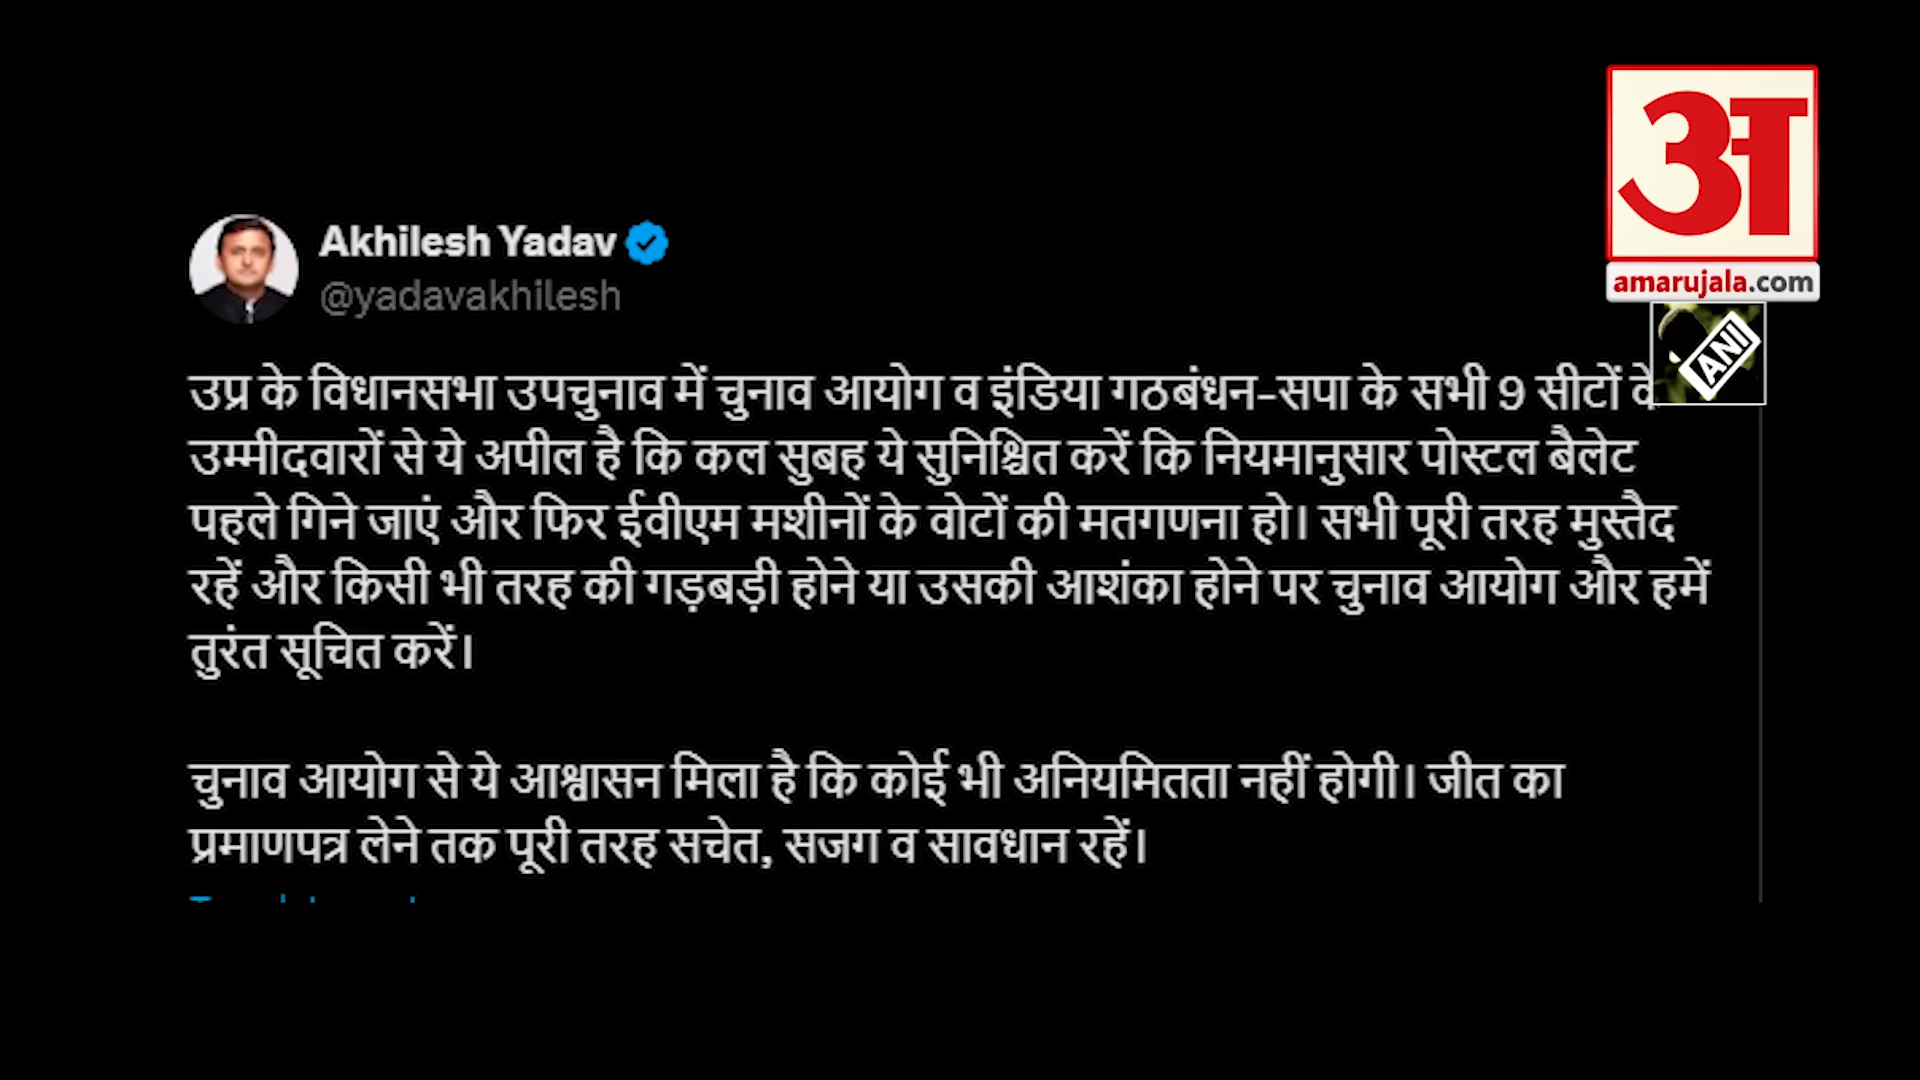 अ
amarujala.com
ANI
Akhilesh Yadav
@yadavakhilesh
उप्र के विधानसभा उपचुनाव में चुनाव आयोग व इंडिया गठबंधन-सपा के सभी 9 सीटों के
उम्मीदवारों से ये अपील है कि कल सुबह ये सुनिश्चित करें कि नियमानुसार पोस्टल बैलेट
पहले गिने जाएं और फिर ईवीएम मशीनों के वोटों की मतगणना हो। सभी पूरी तरह मुस्तैद
रहें और किसी भी तरह की गड़बड़ी होने या उसकी आशंका होने पर चुनाव आयोग और हमें
तुरंत सूचित करें।
चुनाव आयोग से ये आश्वासन मिला है कि कोई भी अनियमितता नहीं होगी। जीत का
प्रमाणपत्र लेने तक पूरी तरह सचेत, सजग व सावधान रहें।